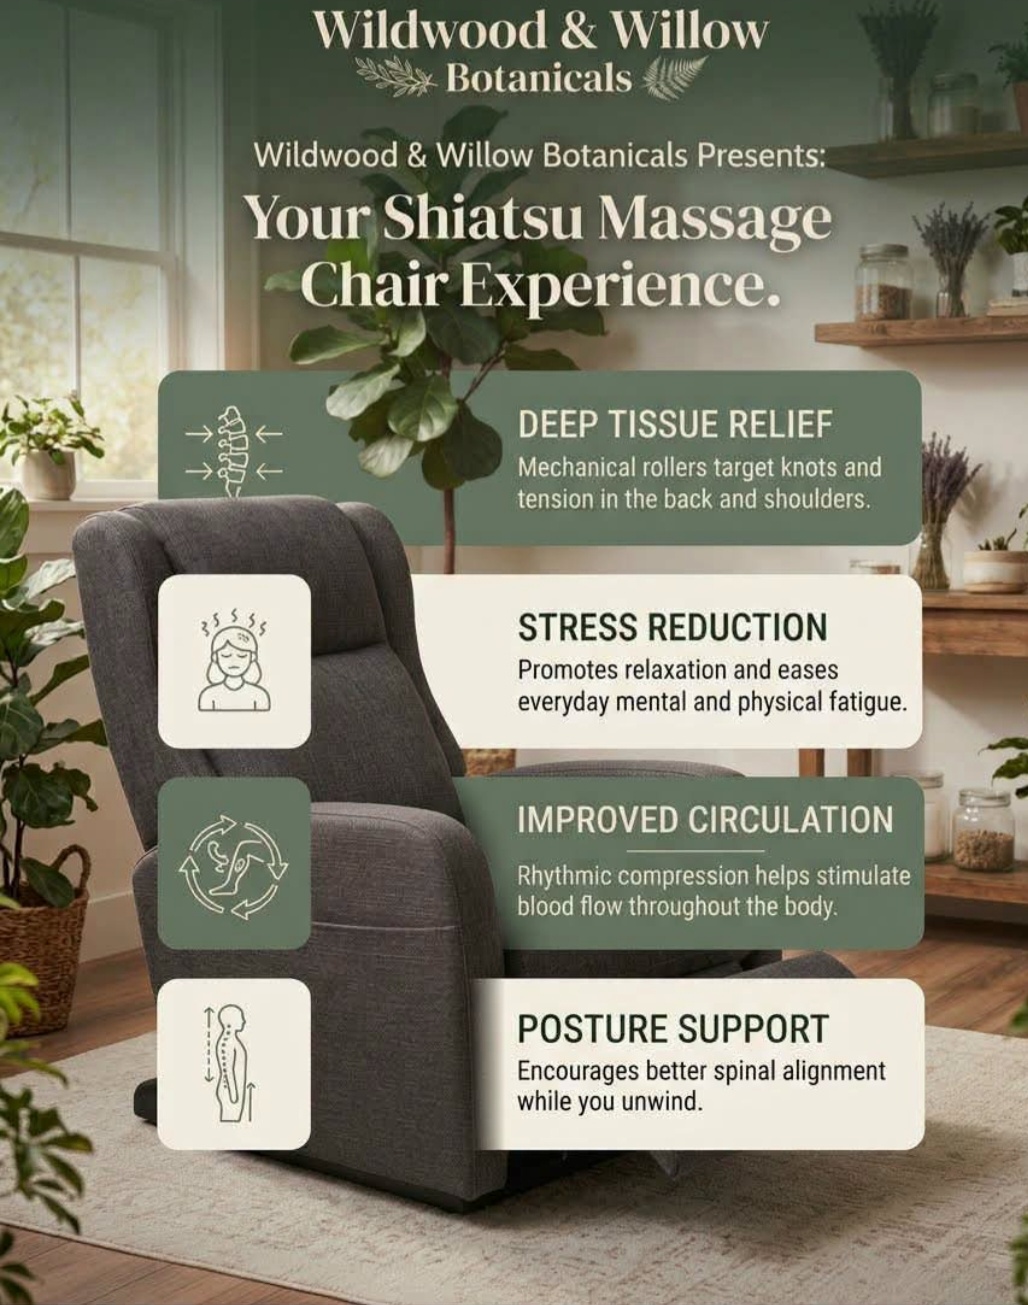 Wildwood & Willow
Botanicals
Wildwood & Willow Botanicals Presents:
Your Shiatsu Massage
Chair Experience.
DEEP TISSUE RELIEF
Mechanical rollers target knots and
tension in the back and shoulders.
STRESS REDUCTION
Promotes relaxation and eases
everyday mental and physical fatigue.
IMPROVED CIRCULATION
Rhythmic compression helps stimulate
blood flow throughout the body.
POSTURE SUPPORT
Encourages better spinal alignment
while you unwind.